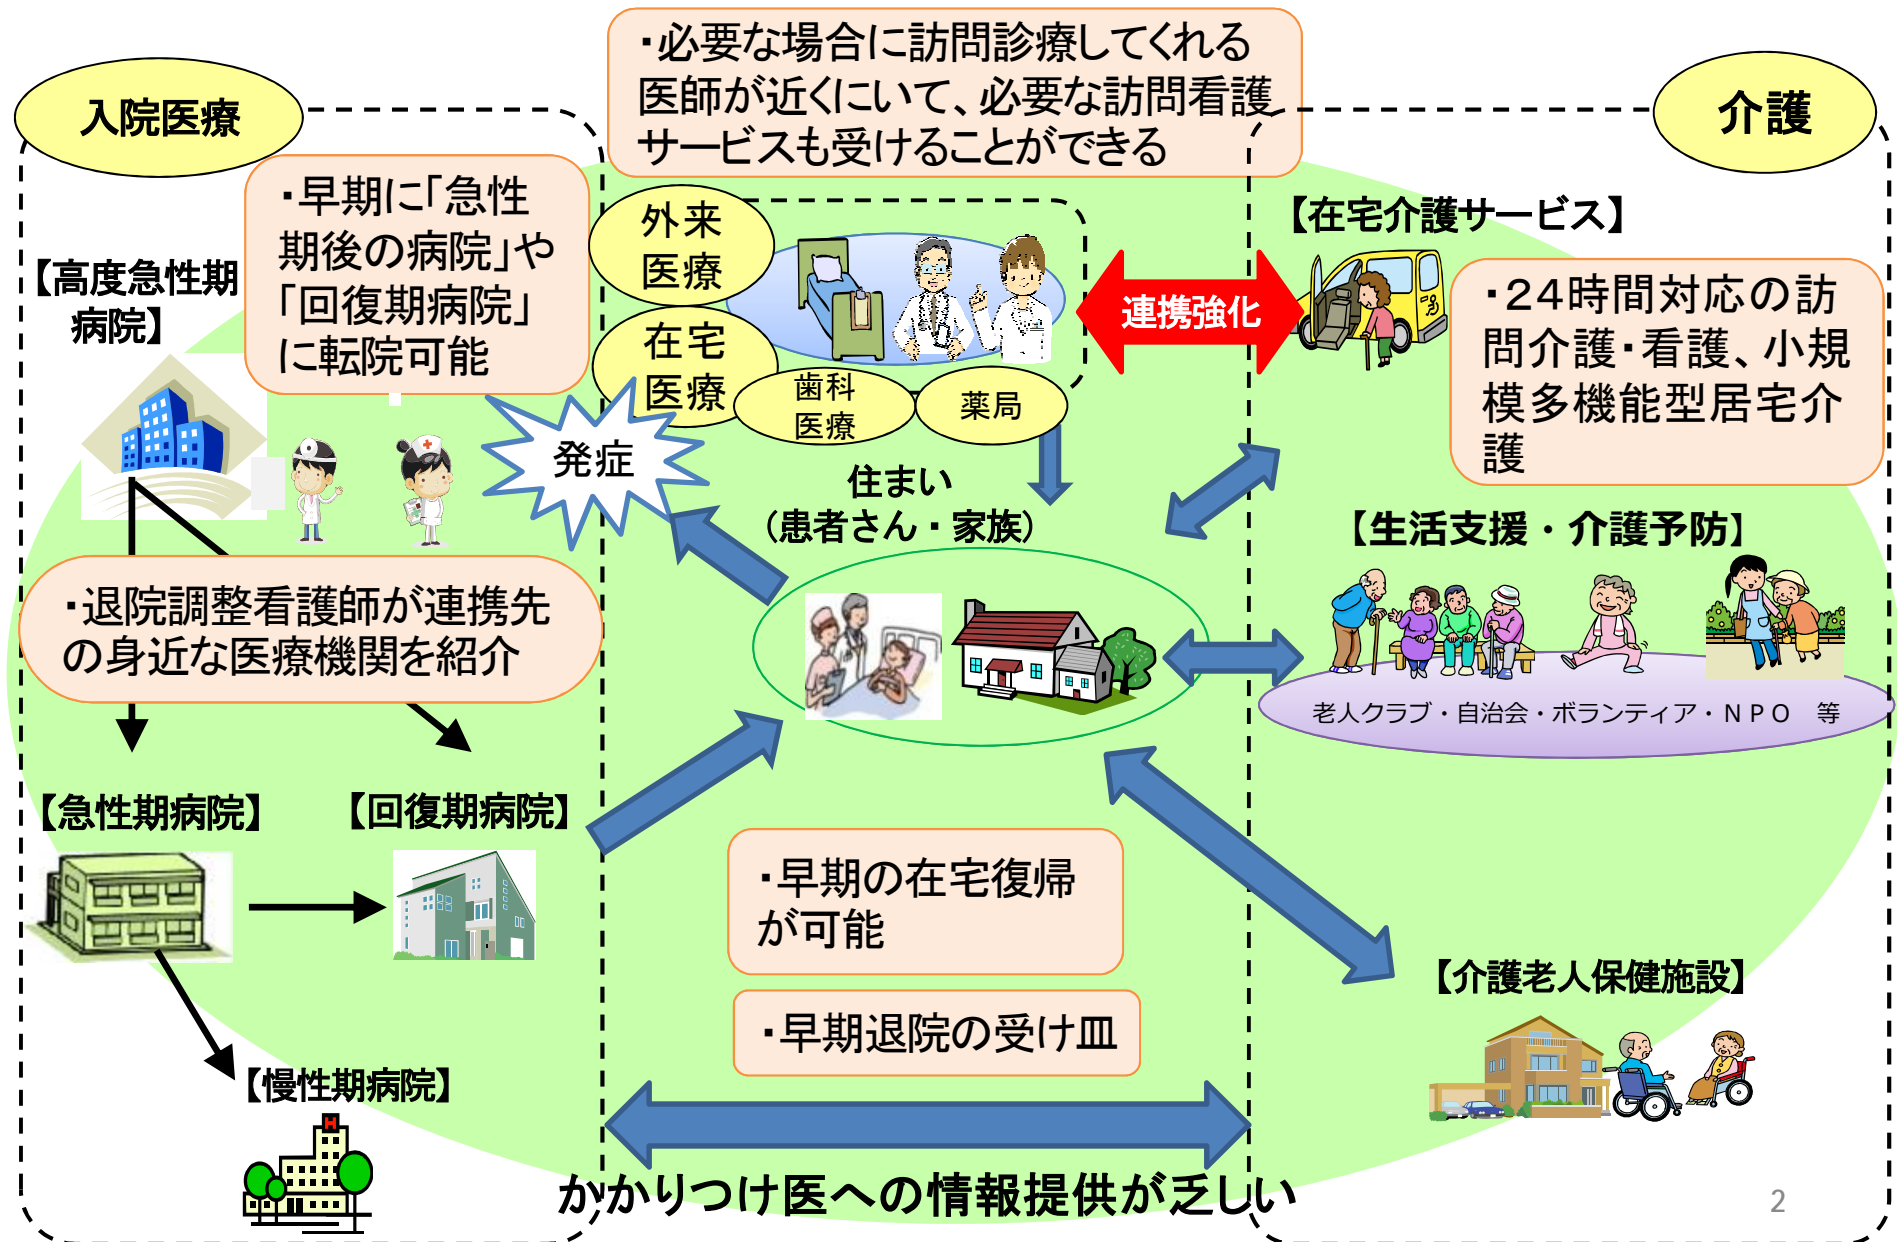 ・必要な場合に訪問診療してくれる
医師が近くにいて、必要な訪問看護
サービスも受けることができる
入院医療
介護
・早期に「急性
期後の病院」や
「回復期病院」
に転院可能
【高度急性期
病院】
外来
医療
在宅
医療
歯科
医療
薬局
連携強化
【在宅介護サービス】
・２４時間対応の訪
問介護・看護、小規
模多機能型居宅介
護
発症
住まい
（患者さん・家族）
【生活支援・介護予防】
老人クラブ・自治会・ボランティア・ＮＰＯ　等
・退院調整看護師が連携先
の身近な医療機関を紹介
【急性期病院】
【回復期病院】
・早期の在宅復帰
が可能
・早期退院の受け皿
【介護老人保健施設】
【慢性期病院】
H
かかりつけ医への情報提供が乏しい
2